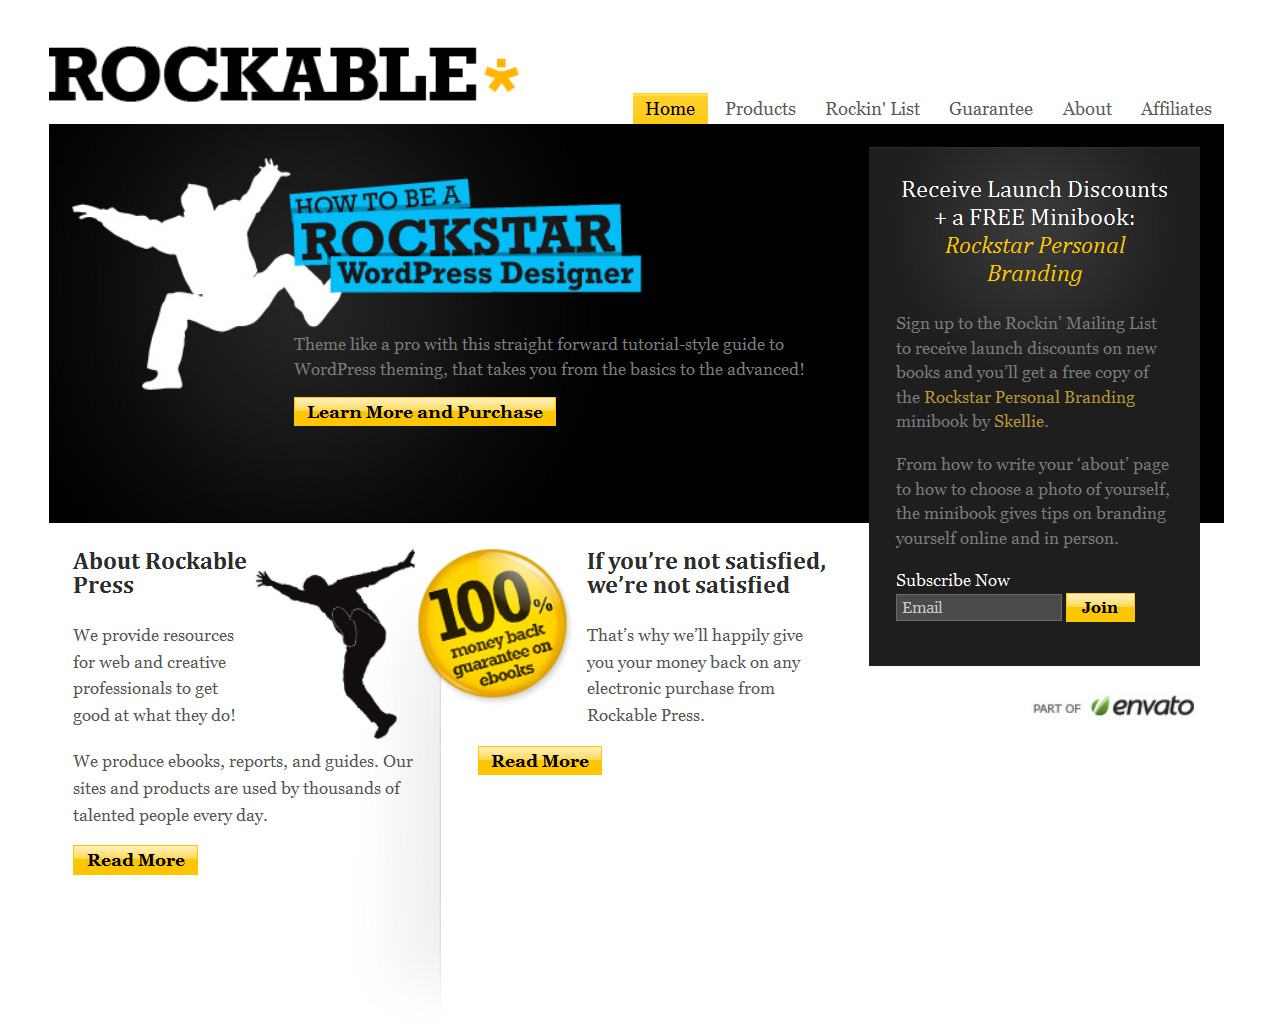 ROCKABLE*
Home Products Rockin' List Guarantee About Affiliates
HOW TO BE A
ROCKSTAR
WordPress Designer
Theme like a pro with this straight forward tutorial-style guide to
WordPress theming, that takes you from the basics to the advanced!
Learn More and Purchase
Receive Launch Discounts
+ a FREE Minibook:
Rockstar Personal
Branding
Sign up to the Rockin’ Mailing List
to receive launch discounts on new
books and you’ll get a free copy of
the Rockstar Personal Branding
minibook by Skellie.
From how to write your ‘about’ page
to how to choose a photo of yourself,
the minibook gives tips on branding
yourself online and in person.
Subscribe Now
Email
Join
About Rockable
Press
We provide resources
for web and creative
professionals to get
good at what they do!
We produce ebooks, reports, and guides. Our
sites and products are used by thousands of
talented people every day.
Read More
100%
money back
guarantee on
ebooks
If you’re not satisfied,
we’re not satisfied
That’s why we’ll happily give
you your money back on any
electronic purchase from
Rockable Press.
Read More
PART OF envato